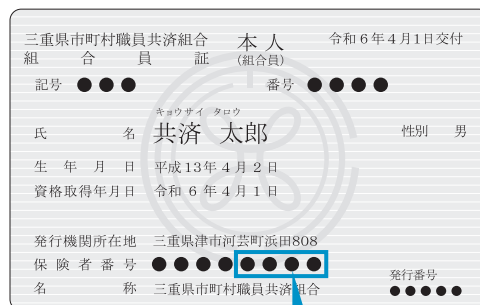 三重県市町村職員共済組合 本人 令和6年4月1日交付
組合員証 (組合員)
記号 ●●● 番号 ●●●●
キョウサイ タロウ
氏名 共済 太郎 性別 男
生年月日 平成13年4月2日
資格取得年月日 令和6年4月1日
発行機関所在地 三重県津市河芸町浜田808
保険者番号 ●●●●●●●●
名称 三重県市町村職員共済組合
発行番号
●●●●●